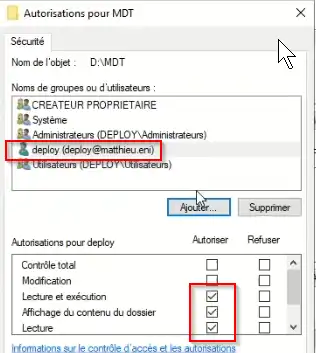 Autorisations pour MDT
Sécurité
Nom de l'objet : D:\MDT
Noms de groupes ou d'utilisateurs :
CREATEUR PROPRIETAIRE
Système
Administrateurs (DEPLOY\Administrateurs)
deploy (deploy@matthieu.eni)
Utilisateurs (DEPLOY\Utilisateurs)
Ajouter... Supprimer
Autorisations pour deploy Autoriser Refuser
Contrôle total
Modification
Lecture et exécution
Affichage du contenu du dossier
Lecture
Informations sur le contrôle d'accès et les autorisations